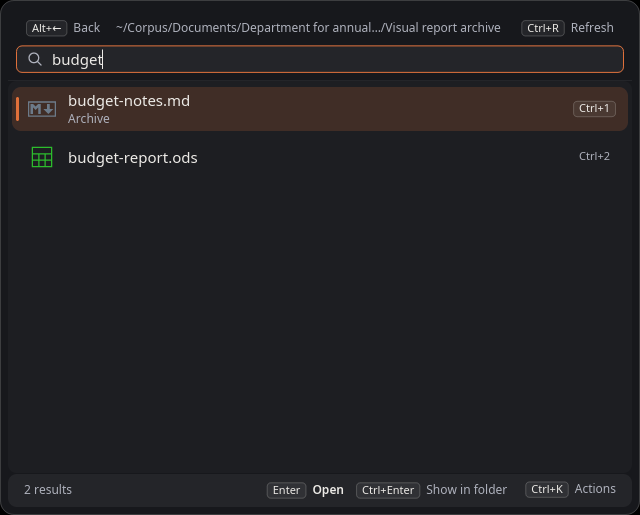 Alt+← Back ~/Corpus/Documents/Department for annual.../Visual report archive Ctrl+R Refresh
budget
budget-notes.md Ctrl+1
Archive
budget-report.ods Ctrl+2
2 results Enter Open Ctrl+Enter Show in folder Ctrl+K Actions